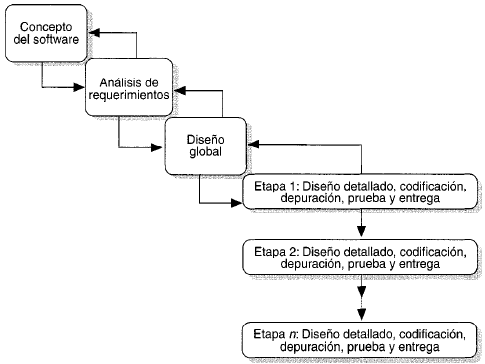 Concepto
del software
Análisis de
requerimientos
Diseño
global
Etapa 1: Diseño detallado, codificación,
depuración, prueba y entrega
Etapa 2: Diseño detallado, codificación,
depuración, prueba y entrega
Etapa n: Diseño detallado, codificación,
depuración, prueba y entrega